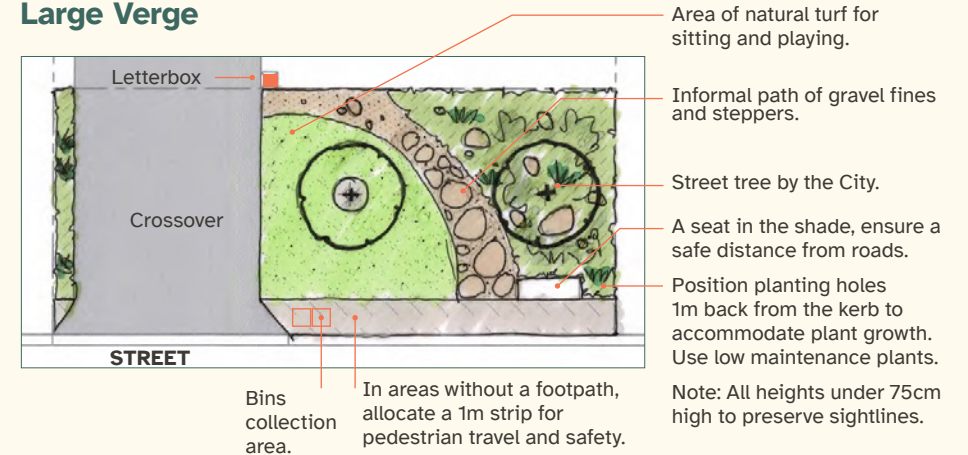 Large Verge
Area of natural turf for
sitting and playing.
Letterbox
Informal path of gravel fines
and steppers.
Street tree by the City.
Crossover
A seat in the shade, ensure a
safe distance from roads.
Position planting holes
1m back from the kerb to
accommodate plant growth.
Use low maintenance plants.
STREET
Bins
collection
area.
In areas without a footpath,
allocate a 1m strip for
pedestrian travel and safety.
Note: All heights under 75cm
high to preserve sightlines.